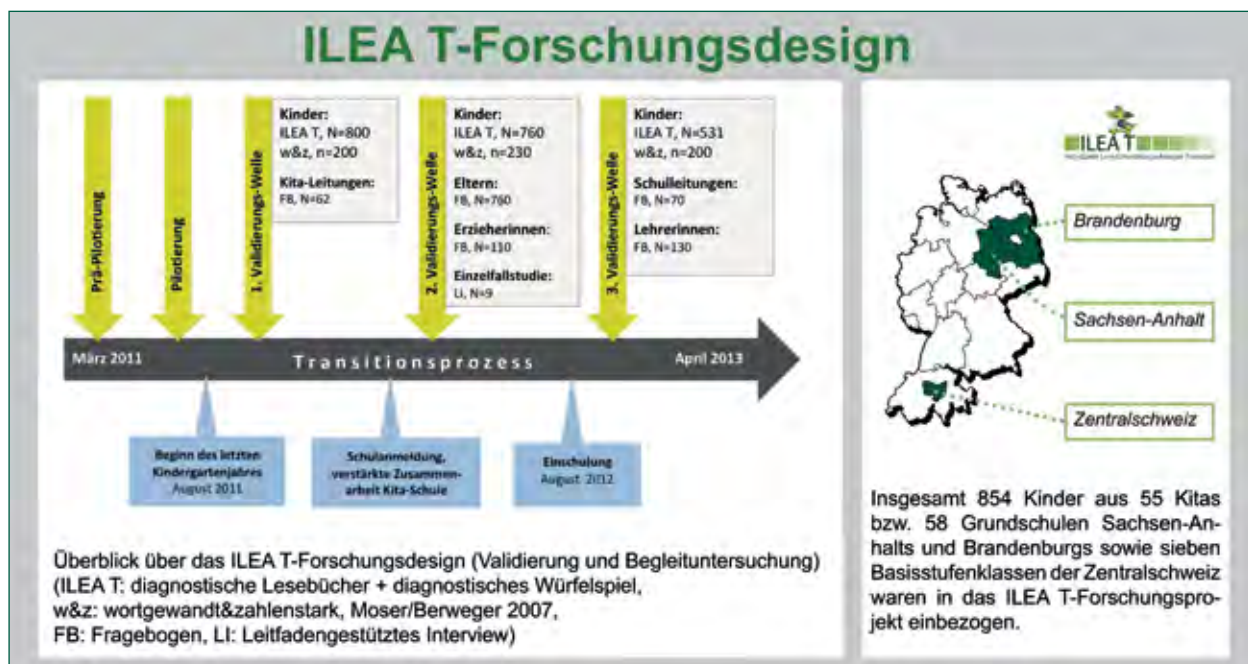 ILEA T-Forschungsdesign
Prä-Pilotierung
Pilotierung
1. Validierungs-Welle
Kinder:
ILEA T, N=800
w&z, n=200
Kita-Leitungen:
FB, N=62
2. Validierungs-Welle
Kinder:
ILEA T, N=760
w&z, n=230
Eltern:
FB, N=760
Erzieherinnen:
FB, N=110
Einzelfallstudie:
LI, N=9
3. Validierungs-Welle
Kinder:
ILEA T, N=531
w&z, n=200
Schulleitungen:
FB, N=70
Lehrerinnen:
FB, N=130
März 2011
Transitionsprozess
April 2013
Beginn des letzten
Kindergartenjahres
August 2011
Schulanmeldung,
verstärkte Zusammen-
arbeit Kita-Schule
Einschulung
August 2012
Überblick über das ILEA T-Forschungsdesign (Validierung und Begleituntersuchung)
(ILEA T: diagnostische Lesebücher + diagnostisches Würfelspiel,
w&z: wortgewandt&zahlenstark, Moser/Berweger 2007,
FB: Fragebogen, LI: Leitfadengestütztes Interview)
ILEA T
Brandenburg
Sachsen-Anhalt
Zentralschweiz
Insgesamt 854 Kinder aus 55 Kitas
bzw. 58 Grundschulen Sachsen-An-
halts und Brandenburgs sowie sieben
Basisstufenklassen der Zentralschweiz
waren in das ILEA T-Forschungspro-
jekt einbezogen.